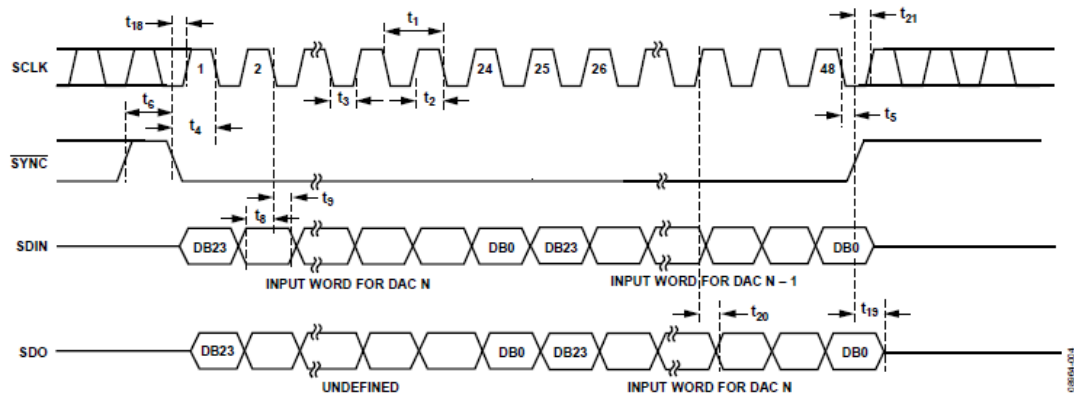 t18 t1 t21
SCLK 1 2 24 25 26 48
t6 t3 t2 t5
t4
SYNC
t9
t8
SDIN DB23 DB0 DB23 DB0
INPUT WORD FOR DAC N INPUT WORD FOR DAC N – 1
t20 t19
SDO DB23 DB0 DB23 DB0
UNDEFINED INPUT WORD FOR DAC N
08964-004